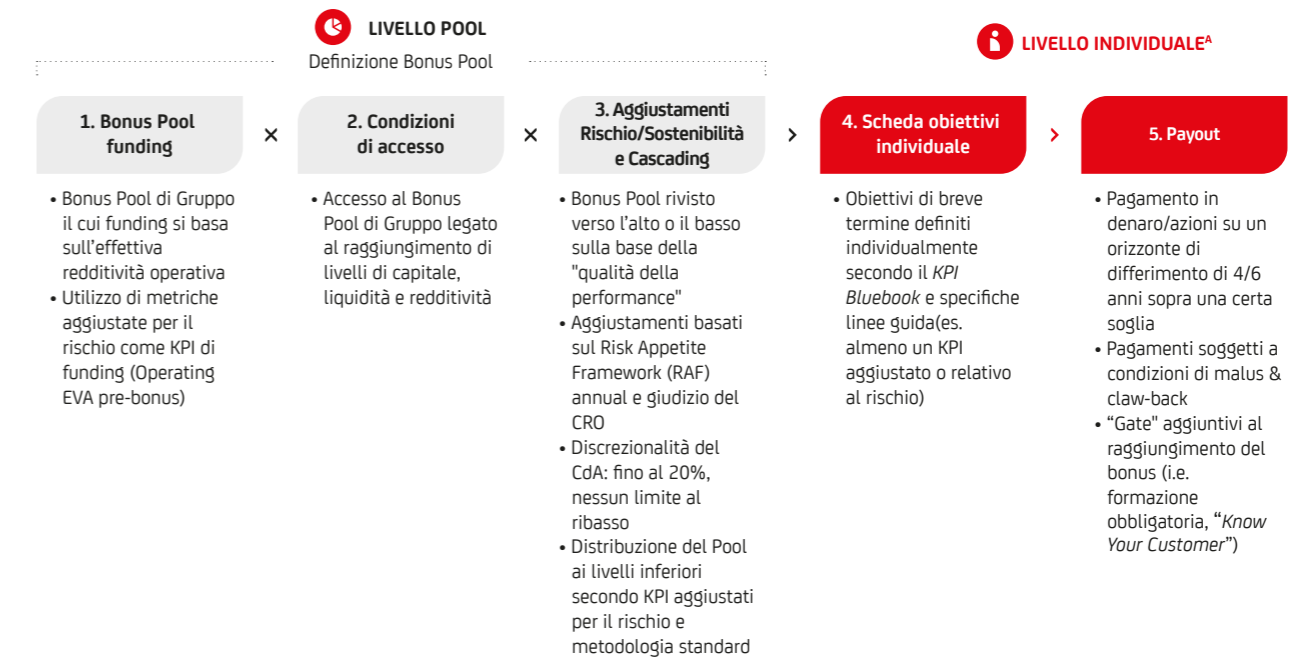 LIVELLO POOL
Definizione Bonus Pool
LIVELLO INDIVIDUALEA
1. Bonus Pool
funding
×
2. Condizioni
di accesso
×
3. Aggiustamenti
Rischio/Sostenibilità
e Cascading
>
4. Scheda obiettivi
individuale
>
5. Payout
• Bonus Pool di Gruppo
il cui funding si basa
sull'effettiva
redditività operativa
• Utilizzo di metriche
aggiustate per il
rischio come KPI di
funding (Operating
EVA pre-bonus)
• Accesso al Bonus
Pool di Gruppo legato
al raggiungimento di
livelli di capitale,
liquidità e redditività
• Bonus Pool rivisto
verso l'alto o il basso
sulla base della
"qualità della
performance"
• Aggiustamenti basati
sul Risk Appetite
Framework (RAF)
annual e giudizio del
CRO
• Discrezionalità del
CdA: fino al 20%,
nessun limite al
ribasso
• Distribuzione del Pool
ai livelli inferiori
secondo KPI aggiustati
per il rischio e
metodologia standard
• Obiettivi di breve
termine definiti
individualmente
secondo il KPI
Bluebook e specifiche
linee guida(es.
almeno un KPI
aggiustato o relativo
al rischio)
• Pagamento in
denaro/azioni su un
orizzonte di
differimento di 4/6
anni sopra una certa
soglia
• Pagamenti soggetti a
condizioni di malus &
claw-back
• “Gate" aggiuntivi al
raggiungimento del
bonus (i.e.
formazione
obbligatoria, “Know
Your Customer”)